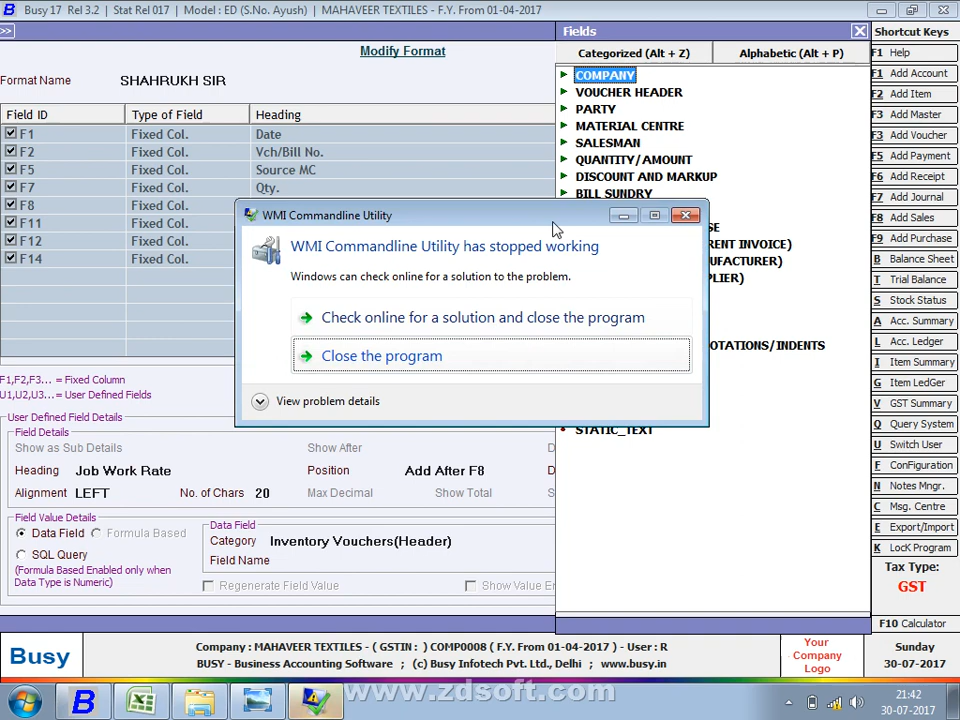 Busy 17 Rel 3.2 | Stat Rel 017 | Model : ED (S.No. Ayush) | MAHAVEER TEXTILES - F.Y. From 01-04-2017
>>
Modify Format
Format Name SHAHRUKH SIR
Field ID Type of Field Heading
F1 Fixed Col. Date
F2 Fixed Col. Vch/Bill No.
F5 Fixed Col. Source MC
F7 Fixed Col. Qty.
F8 Fixed Col.
F11 Fixed Col.
F12 Fixed Col.
F14 Fixed Col.
F1,F2,F3... = Fixed Column
U1,U2,U3... = User Defined Fields
User Defined Field Details
Field Details
Show as Sub Details Show After
Heading Job Work Rate Position Add After F8
Alignment LEFT No. of Chars 20 Max Decimal Show Total
Field Value Details
Data Field Formula Based
SQL Query
(Formula Based Enabled only when
Data Type is Numeric)
Data Field
Category Inventory Vouchers(Header)
Field Name
Regenerate Field Value Show Value
Fields
Categorized (Alt + Z) Alphabetic (Alt + P)
COMPANY
VOUCHER HEADER
PARTY
MATERIAL CENTRE
SALESMAN
QUANTITY/AMOUNT
DISCOUNT AND MARKUP
BILL SUNDRY
SE
RENT INVOICE)
UFACTURER)
PLIER)
OTATIONS/INDENTS
STATIC_TEXT
WMI Commandline Utility
WMI Commandline Utility has stopped working
Windows can check online for a solution to the problem.
Check online for a solution and close the program
Close the program
View problem details
Shortcut Keys
F1 Help
F1 Add Account
F2 Add Item
F3 Add Master
F3 Add Voucher
F5 Add Payment
F6 Add Receipt
F7 Add Journal
F8 Add Sales
F9 Add Purchase
B Balance Sheet
T Trial Balance
S Stock Status
A Acc. Summary
L Acc. Ledger
I Item Summary
G Item LedGer
V GST Summary
Q Query System
U Switch User
F Configuration
N Notes Mngr.
C Msg. Centre
E Export/Import
K LocK Program
Tax Type:
GST
F10 Calculator
Busy
Company : MAHAVEER TEXTILES - ( GSTIN : ) COMP0008 ( F.Y. From 01-04-2017 ) - User : R
BUSY - Business Accounting Software ; (c) Busy Infotech Pvt. Ltd., Delhi ; www.busy.in
Your
Company
Logo
Sunday
30-07-2017
www.zdsoft.com
21:42
30-07-2017